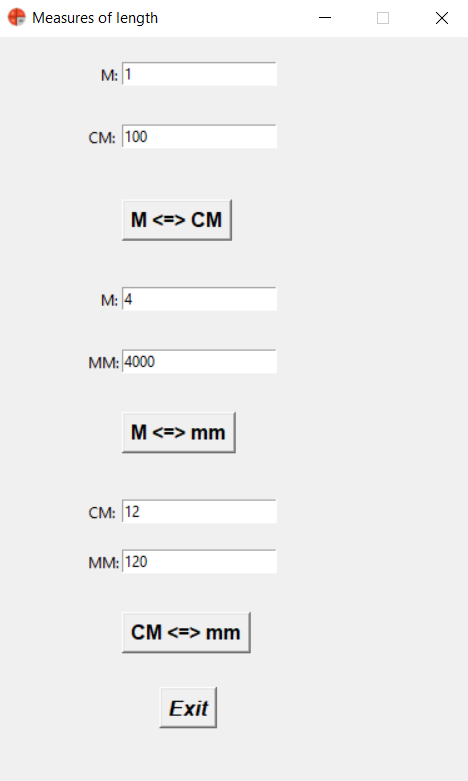 Measures of length
M: 1
CM: 100
M <=> CM
M: 4
MM: 4000
M <=> mm
CM: 12
MM: 120
CM <=> mm
Exit